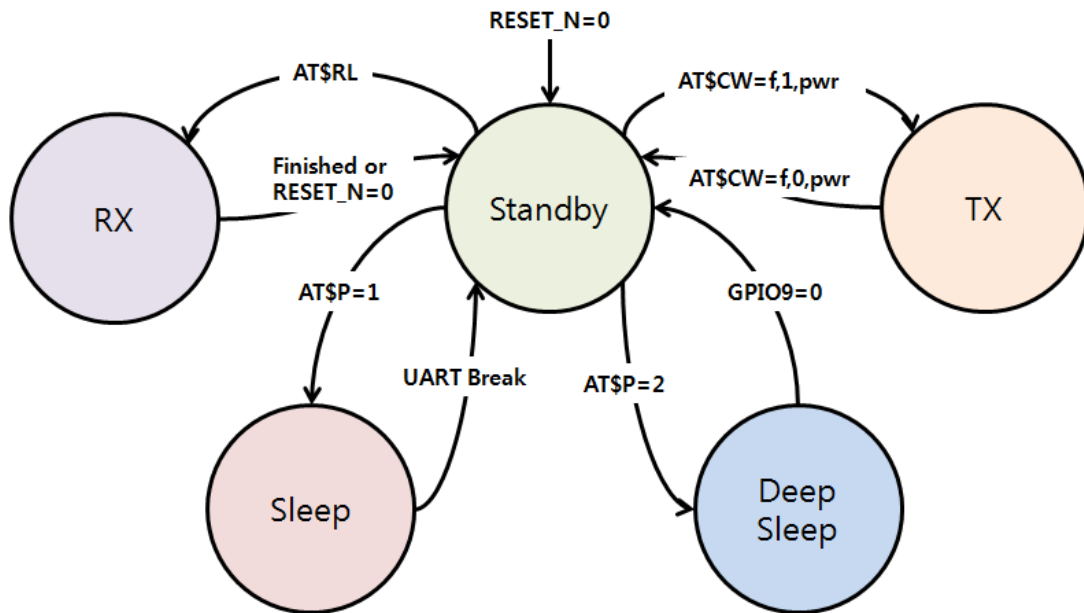 RESET_N=0
AT$RL
AT$CW=f,1,pwr
Finished or
RESET_N=0
AT$CW=f,0,pwr
RX
Standby
TX
AT$P=1
GPIO9=0
UART Break
AT$P=2
Sleep
Deep
Sleep